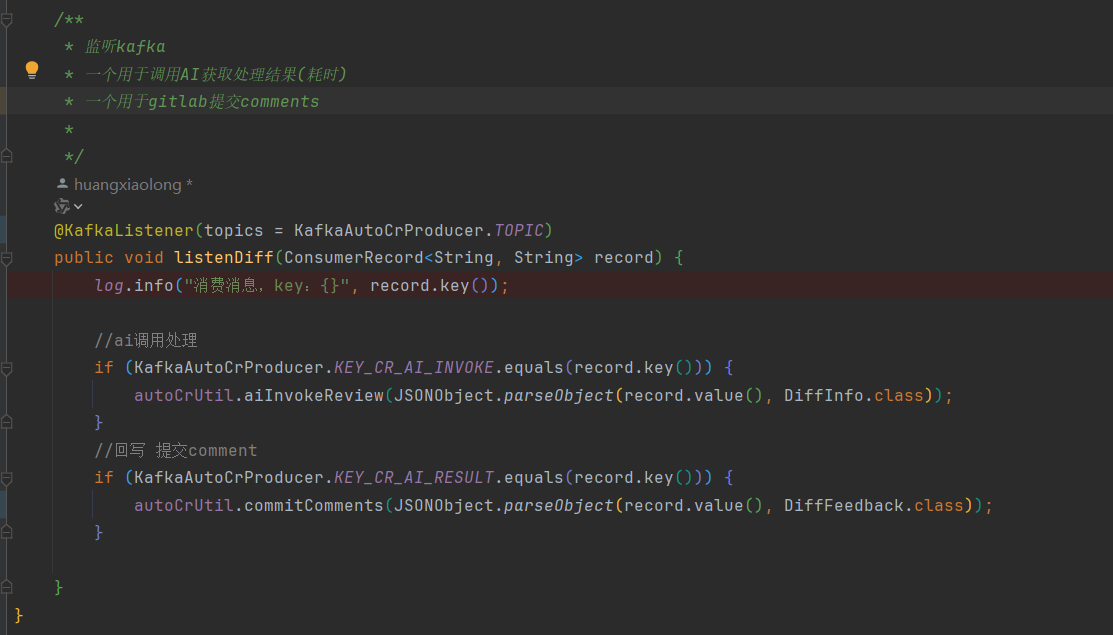 /**
* 监听kafka
* 一个用于调用AI获取处理结果(耗时)
* 一个用于gitlab提交comments
*
*/
huangxiaolong *
@KafkaListener(topics = KafkaAutoCrProducer.TOPIC)
public void listenDiff(ConsumerRecord<String, String> record) {
log.info("消费消息，key：{}", record.key());
//ai调用处理
if (KafkaAutoCrProducer.KEY_CR_AI_INVOKE.equals(record.key())) {
autoCrUtil.aiInvokeReview(JSONObject.parseObject(record.value(), DiffInfo.class));
}
//回写 提交comment
if (KafkaAutoCrProducer.KEY_CR_AI_RESULT.equals(record.key())) {
autoCrUtil.commitComments(JSONObject.parseObject(record.value(), DiffFeedback.class));
}
}
}